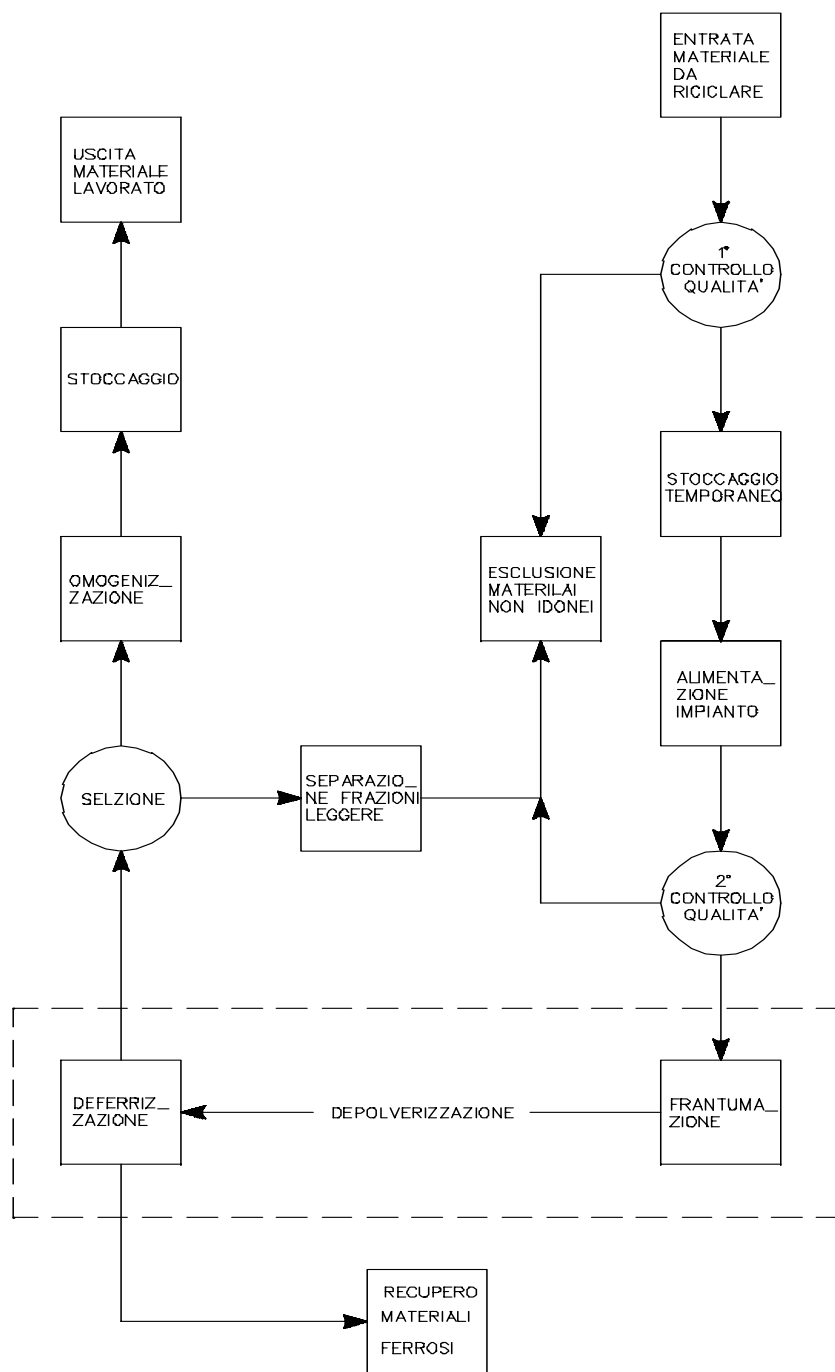 ENTRATA
MATERIALE
DA
RICICLARE
USCITA
MATERIALE
LAVORATO
1°
CONTROLLO
QUALITA'
STOCCAGGIO
STOCCAGGIO
TEMPORANEO
OMOGENIZ_
ZAZIONE
ESCLUSIONE
MATERILAI
NON IDONEI
ALIMENTA_
ZIONE
IMPIANTO
SELZIONE
SEPARAZIO_
NE FRAZIONI
LEGGERE
2°
CONTROLLO
QUALITA'
DEFERRIZ_
ZAZIONE
DEPOLVERIZZAZIONE
FRANTUMA_
ZIONE
RECUPERO
MATERIALI
FERROSI